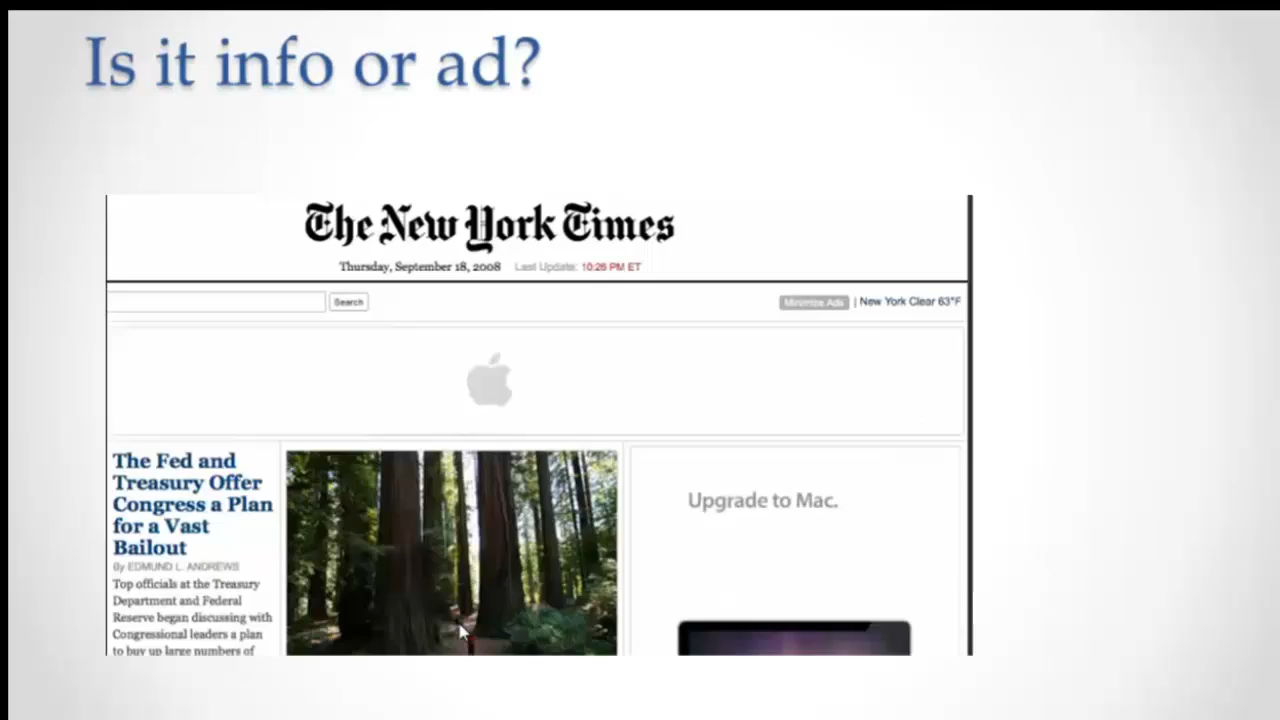 Is it info or ad?
The New York Times
Thursday, September 18, 2008 Last Update: 10:26 PM ET
Search
Minimize Ads | New York Clear 63°F
The Fed and
Treasury Offer
Congress a Plan
for a Vast
Bailout
By EDMUND L. ANDREWS
Top officials at the Treasury
Department and Federal
Reserve began discussing with
Congressional leaders a plan
to buy up large numbers of
Upgrade to Mac.